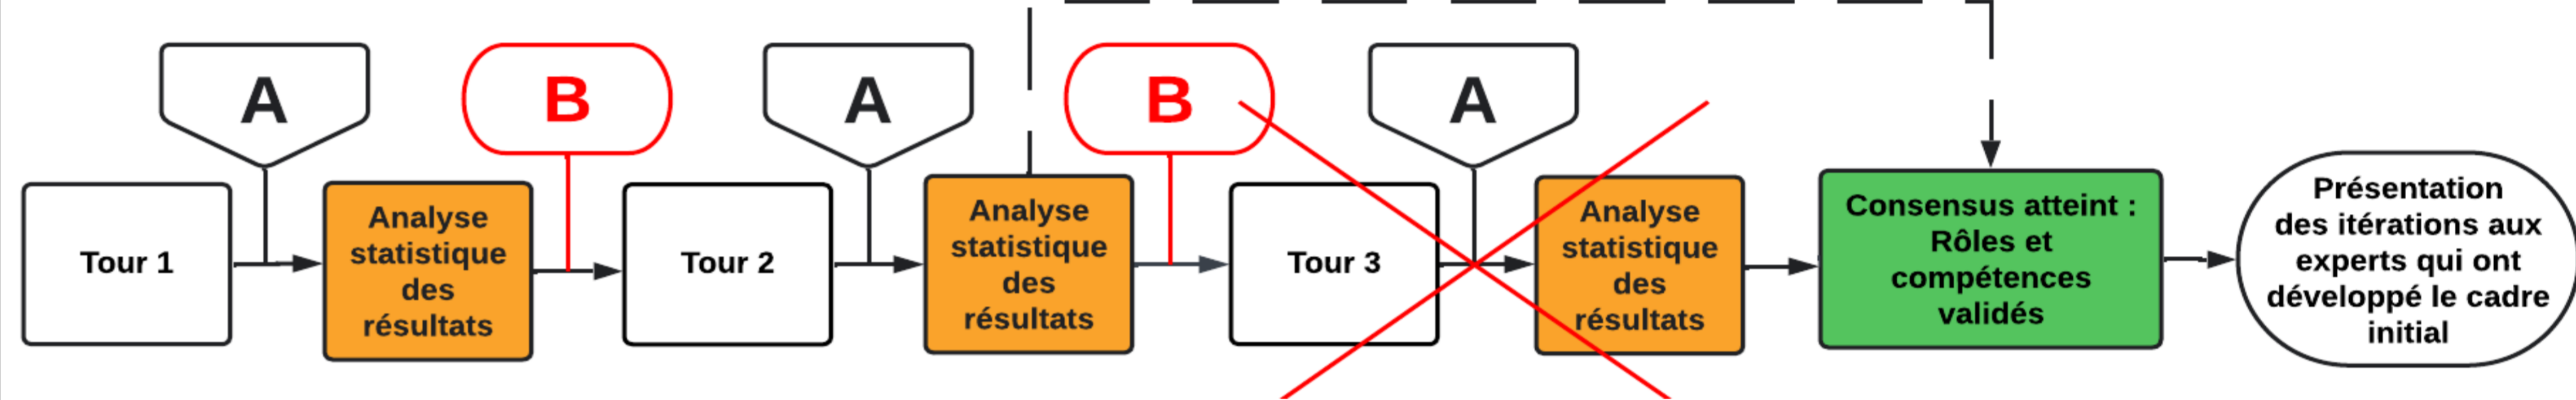 A
B
A
B
A
Tour 1
Analyse
statistique
des
résultats
Tour 2
Analyse
statistique
des
résultats
Tour 3
Analyse
statistique
des
résultats
Consensus atteint :
Rôles et
compétences
validés
Présentation
des itérations aux
experts qui ont
développé le cadre
initial